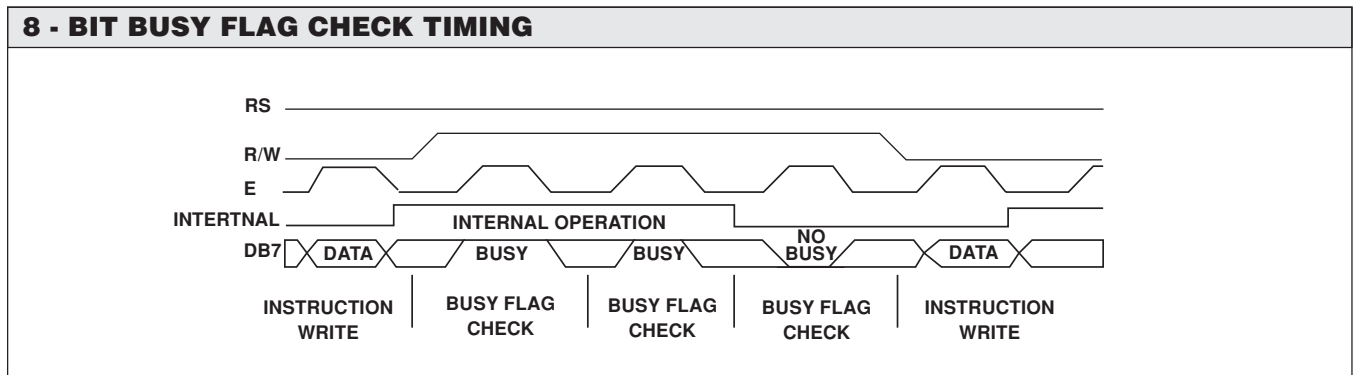 8 - BIT BUSY FLAG CHECK TIMING
RS
R/W
E
INTERTNAL
INTERNAL OPERATION
DB7
DATA
BUSY
BUSY
NO
BUSY
DATA
INSTRUCTION
WRITE
BUSY FLAG
CHECK
BUSY FLAG
CHECK
BUSY FLAG
CHECK
INSTRUCTION
WRITE